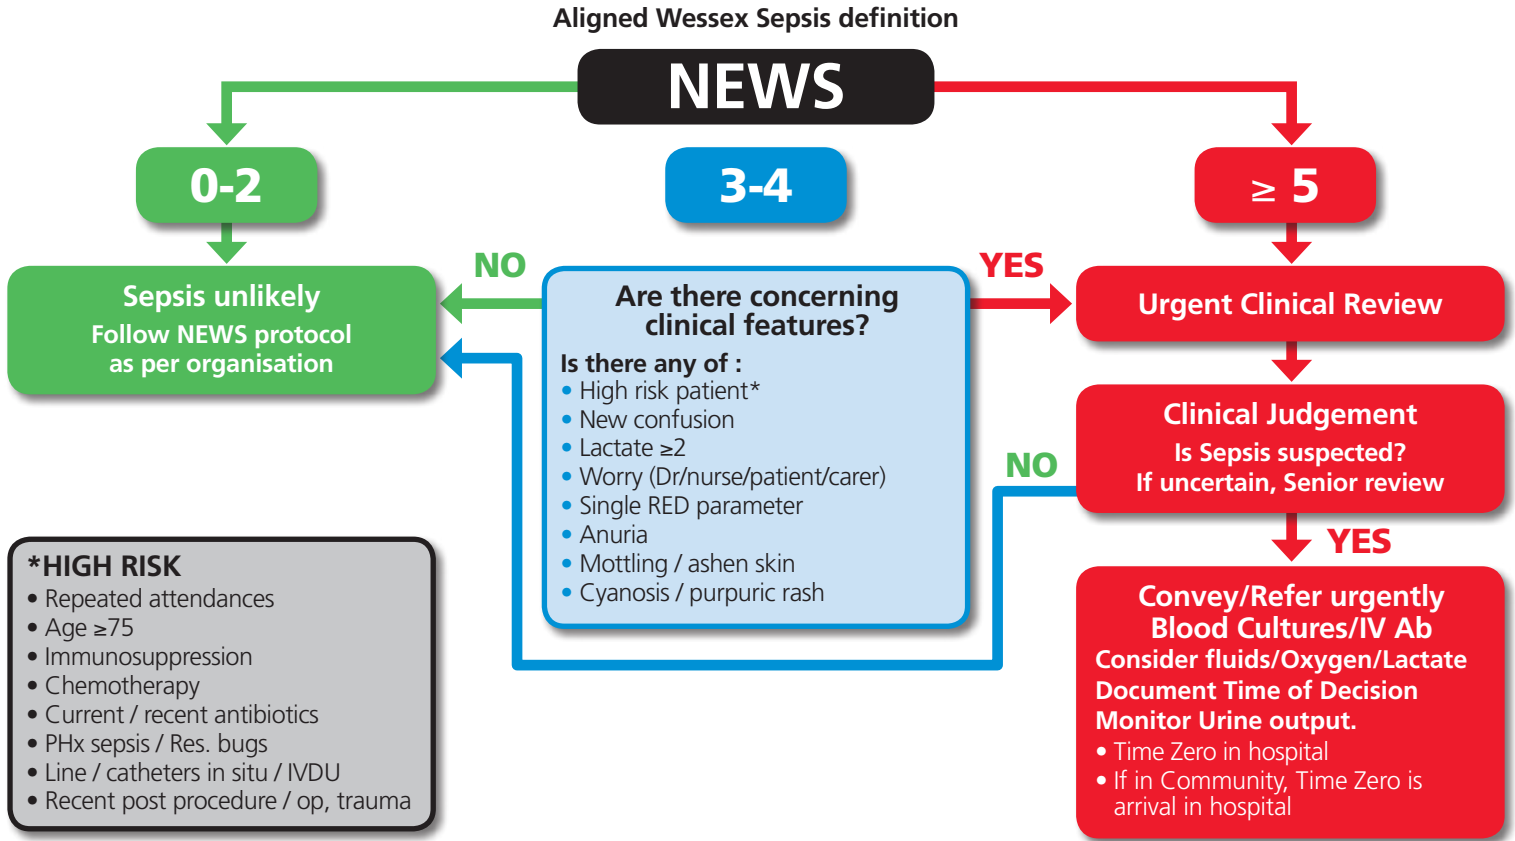 Aligned Wessex Sepsis definition
NEWS
0-2
3-4
≥ 5
Sepsis unlikely
Follow NEWS protocol
as per organisation
NO
Are there concerning
clinical features?
Is there any of :
• High risk patient*
• New confusion
• Lactate ≥2
• Worry (Dr/nurse/patient/carer)
• Single RED parameter
• Anuria
• Mottling / ashen skin
• Cyanosis / purpuric rash
YES
Urgent Clinical Review
Clinical Judgement
Is Sepsis suspected?
If uncertain, Senior review
NO
YES
Convey/Refer urgently
Blood Cultures/IV Ab
Consider fluids/Oxygen/Lactate
Document Time of Decision
Monitor Urine output.
• Time Zero in hospital
• If in Community, Time Zero is
arrival in hospital
*HIGH RISK
• Repeated attendances
• Age ≥75
• Immunosuppression
• Chemotherapy
• Current / recent antibiotics
• PHx sepsis / Res. bugs
• Line / catheters in situ / IVDU
• Recent post procedure / op, trauma